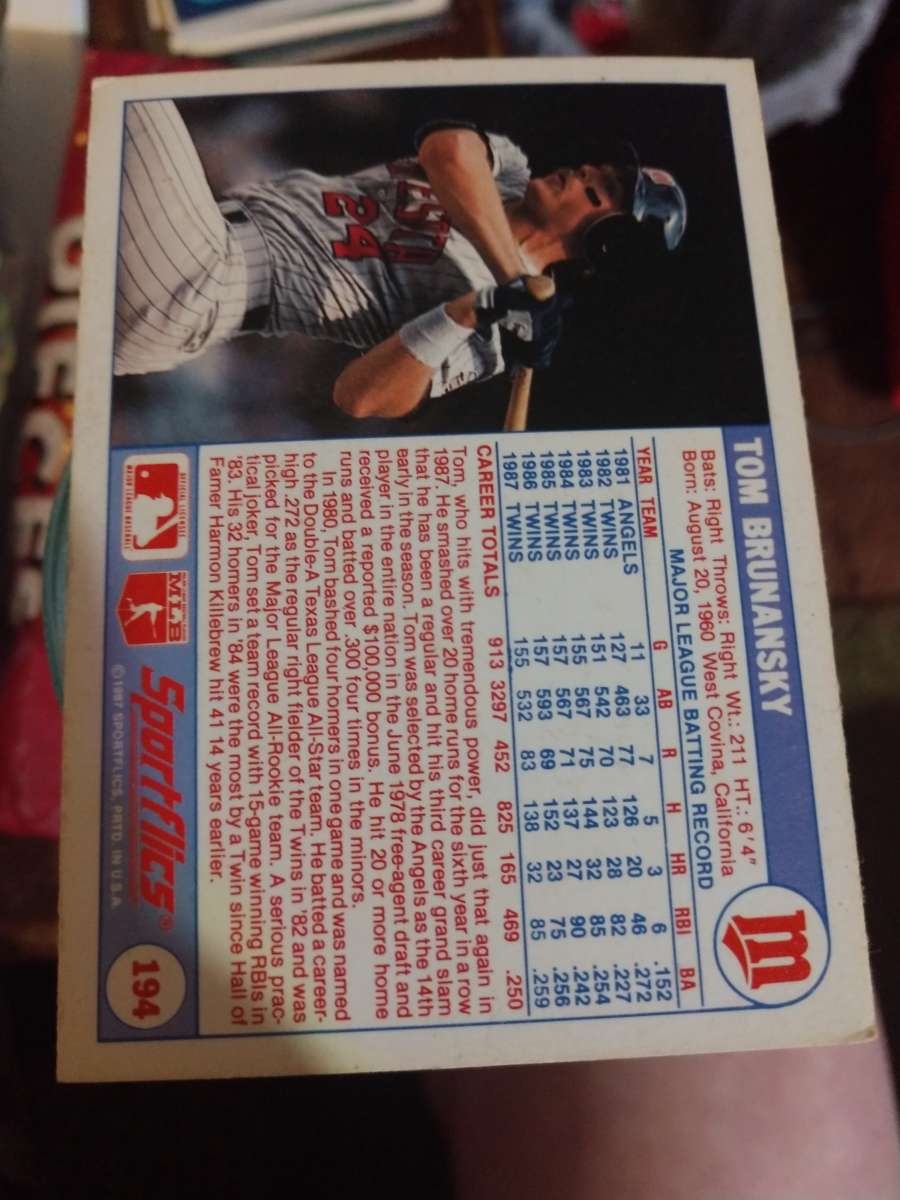 TOM BRUNANSKY
Bats: Right Throws: Right Wt.: 211 HT.: 6'4"
Born: August 20, 1960 West Covina, California
MAJOR LEAGUE BATTING RECORD
YEAR TEAM G AB R H HR RBI BA
1981 ANGELS 11 33 7 5 3 6 .152
1982 TWINS 127 463 77 126 20 46 .272
1983 TWINS 151 542 70 123 28 82 .227
1984 TWINS 155 567 75 144 32 85 .254
1985 TWINS 157 567 71 137 27 90 .242
1986 TWINS 157 593 69 152 23 75 .256
1987 TWINS 155 532 83 138 32 85 .259
CAREER TOTALS 913 3297 452 825 165 469 .250
Tom, who hits with tremendous power, did just that again in
1987. He smashed over 20 home runs for the sixth year in a row
that he has been a regular and hit his third career grand slam
early in the season. Tom was selected by the Angels as the 14th
player in the entire nation in the June 1978 free-agent draft and
received a reported $100,000 bonus. He hit 20 or more home
runs and batted over .300 four times in the minors.
In 1980, Tom bashed four homers in one game and was named
to the Double-A Texas League All-Star team. He batted a career-
high .272 as the regular right fielder of the Twins in '82 and was
picked for the Major League All-Rookie team. A serious prac-
tical joker, Tom set a team record with 15-game winning RBIs in
'83. His 32 homers in '84 were the most by a Twin since Hall of
Famer Harmon Killebrew hit 41 14 years earlier.
OFFICIAL LICENSEE
MAJOR LEAGUE BASEBALL
MLB
Sportflics®
©1987 SPORTFLICS, PRTD. IN U.S.A.
194
m
ESTA
24